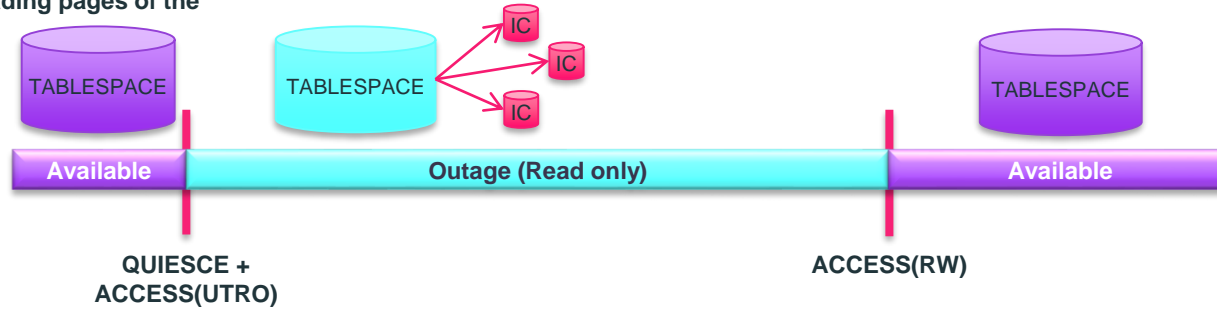 pages of the
IC
IC
TABLESPACE
TABLESPACE
TABLESPACE
IC
Available
Outage (Read only)
Available
QUIESCE +
ACCESS(UTRO)
ACCESS(RW)